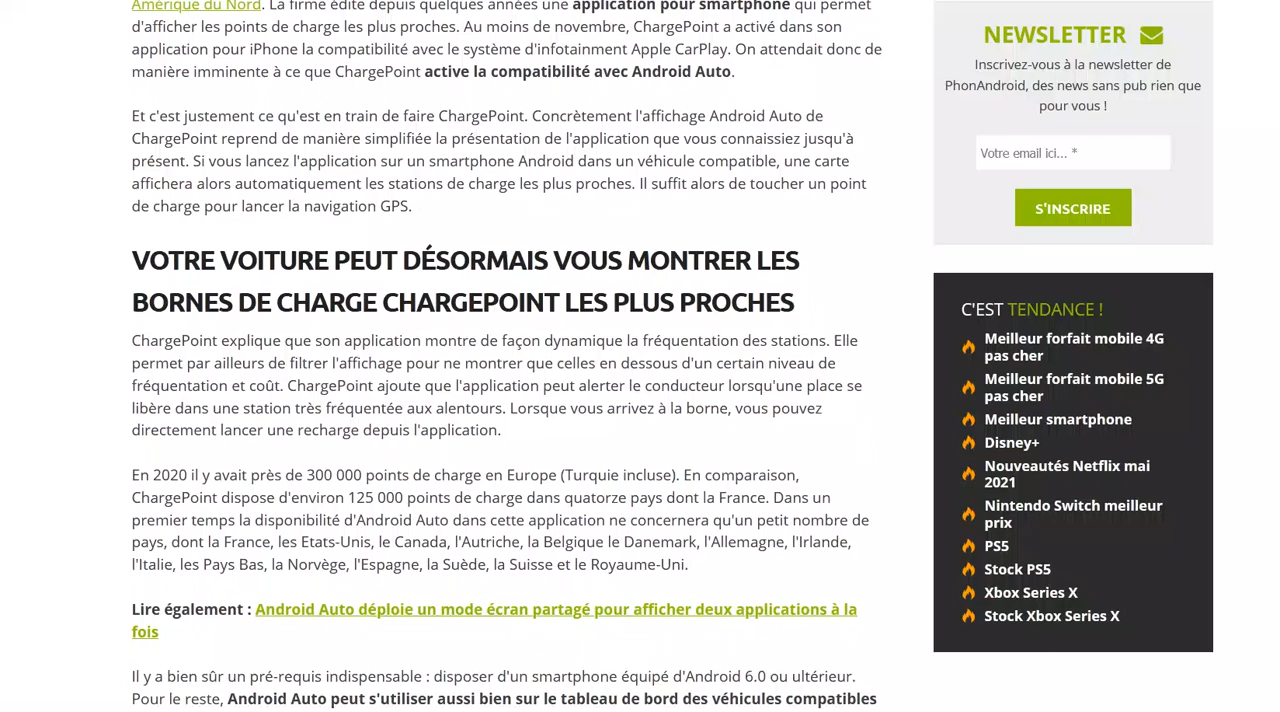 Amérique du Nord. La firme édite depuis quelques années une application pour smartphone qui permet
d'afficher les points de charge les plus proches. Au moins de novembre, ChargePoint a activé dans son
application pour iPhone la compatibilité avec le système d'infotainment Apple CarPlay. On attendait donc de
manière imminente à ce que ChargePoint active la compatibilité avec Android Auto.
Et c'est justement ce qu'est en train de faire ChargePoint. Concrètement l'affichage Android Auto de
ChargePoint reprend de manière simplifiée la présentation de l'application que vous connaissiez jusqu'à
présent. Si vous lancez l'application sur un smartphone Android dans un véhicule compatible, une carte
affichera alors automatiquement les stations de charge les plus proches. Il suffit alors de toucher un point
de charge pour lancer la navigation GPS.
VOTRE VOITURE PEUT DÉSORMAIS VOUS MONTRER LES
BORNES DE CHARGE CHARGEPOINT LES PLUS PROCHES
ChargePoint explique que son application montre de façon dynamique la fréquentation des stations. Elle
permet par ailleurs de filtrer l'affichage pour ne montrer que celles en dessous d'un certain niveau de
fréquentation et coût. ChargePoint ajoute que l'application peut alerter le conducteur lorsqu'une place se
libère dans une station très fréquentée aux alentours. Lorsque vous arrivez à la borne, vous pouvez
directement lancer une recharge depuis l'application.
En 2020 il y avait près de 300 000 points de charge en Europe (Turquie incluse). En comparaison,
ChargePoint dispose d'environ 125 000 points de charge dans quatorze pays dont la France. Dans un
premier temps la disponibilité d'Android Auto dans cette application ne concernera qu'un petit nombre de
pays, dont la France, les Etats-Unis, le Canada, l'Autriche, la Belgique le Danemark, l'Allemagne, l'Irlande,
l'Italie, les Pays Bas, la Norvège, l'Espagne, la Suède, la Suisse et le Royaume-Uni.
Lire également : Android Auto déploie un mode écran partagé pour afficher deux applications à la
fois
Il y a bien sûr un pré-requis indispensable : disposer d'un smartphone équipé d'Android 6.0 ou ultérieur.
Pour le reste, Android Auto peut s'utiliser aussi bien sur le tableau de bord des véhicules compatibles
NEWSLETTER
Inscrivez-vous à la newsletter de
PhonAndroid, des news sans pub rien que
pour vous !
Votre email ici... *
S'INSCRIRE
C'EST TENDANCE !
Meilleur forfait mobile 4G
pas cher
Meilleur forfait mobile 5G
pas cher
Meilleur smartphone
Disney+
Nouveautés Netflix mai
2021
Nintendo Switch meilleur
prix
PS5
Stock PS5
Xbox Series X
Stock Xbox Series X